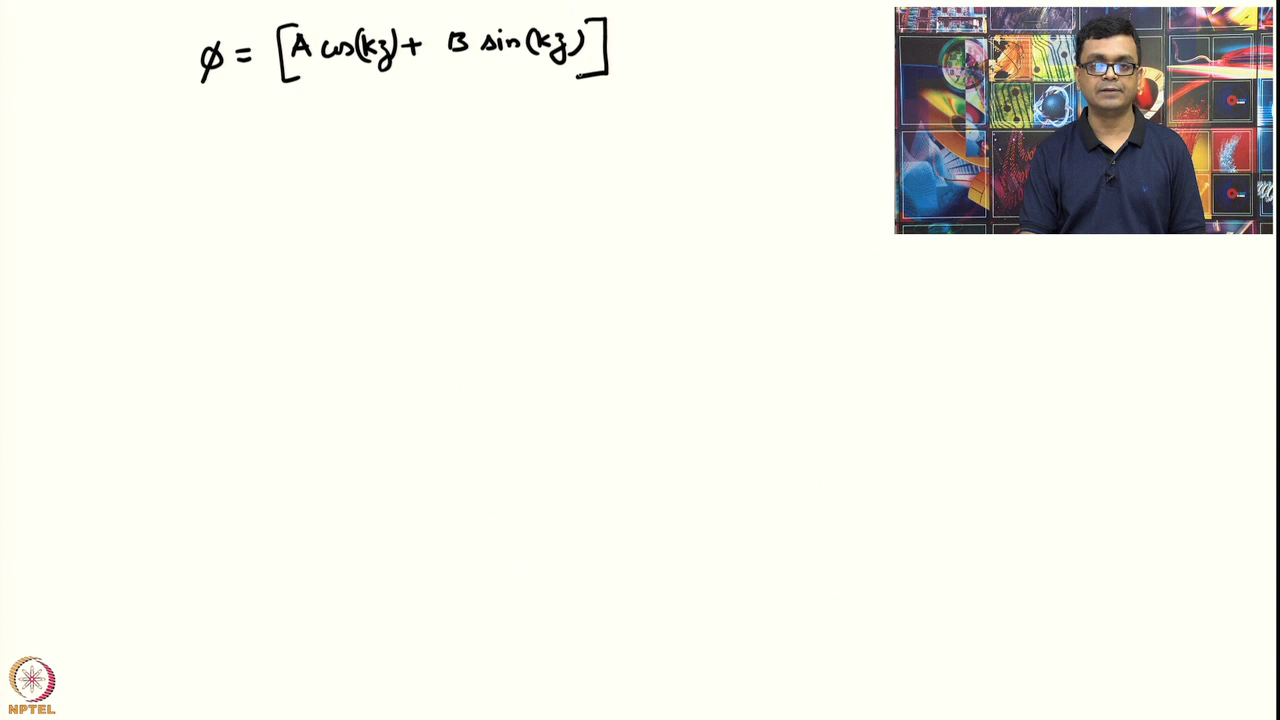 φ = [A cos(kz) + B sin(kz)]
NPTEL